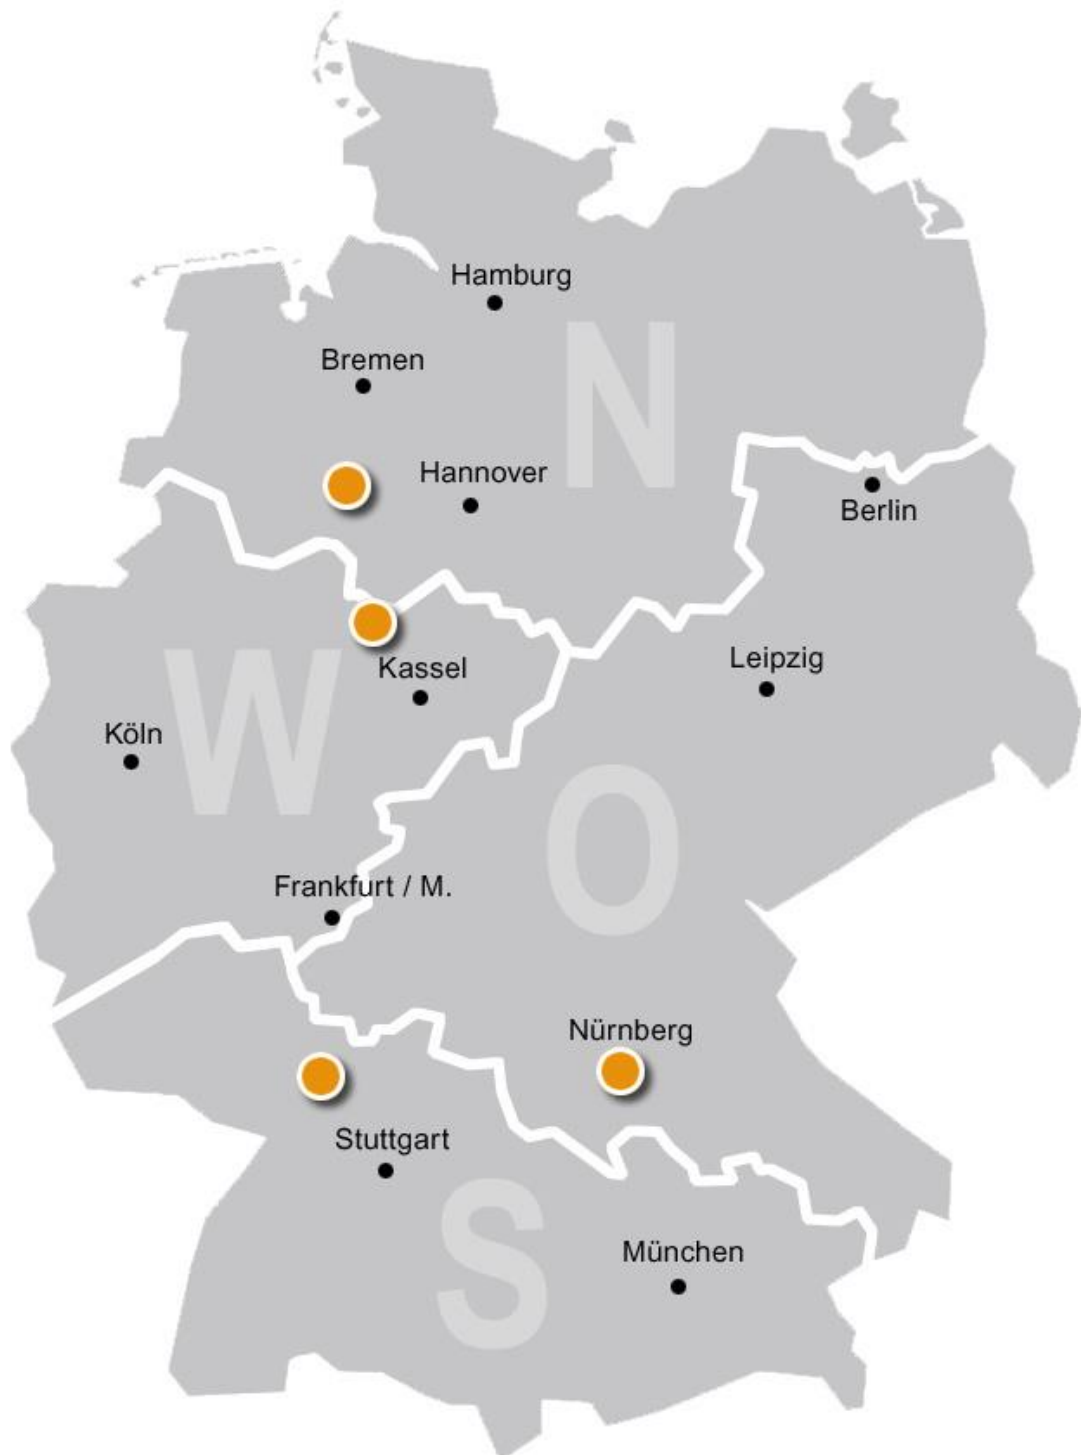 Hamburg
N
Bremen
Hannover
Berlin
W
Kassel
Leipzig
Köln
O
Frankfurt / M.
Nürnberg
Stuttgart
S
München